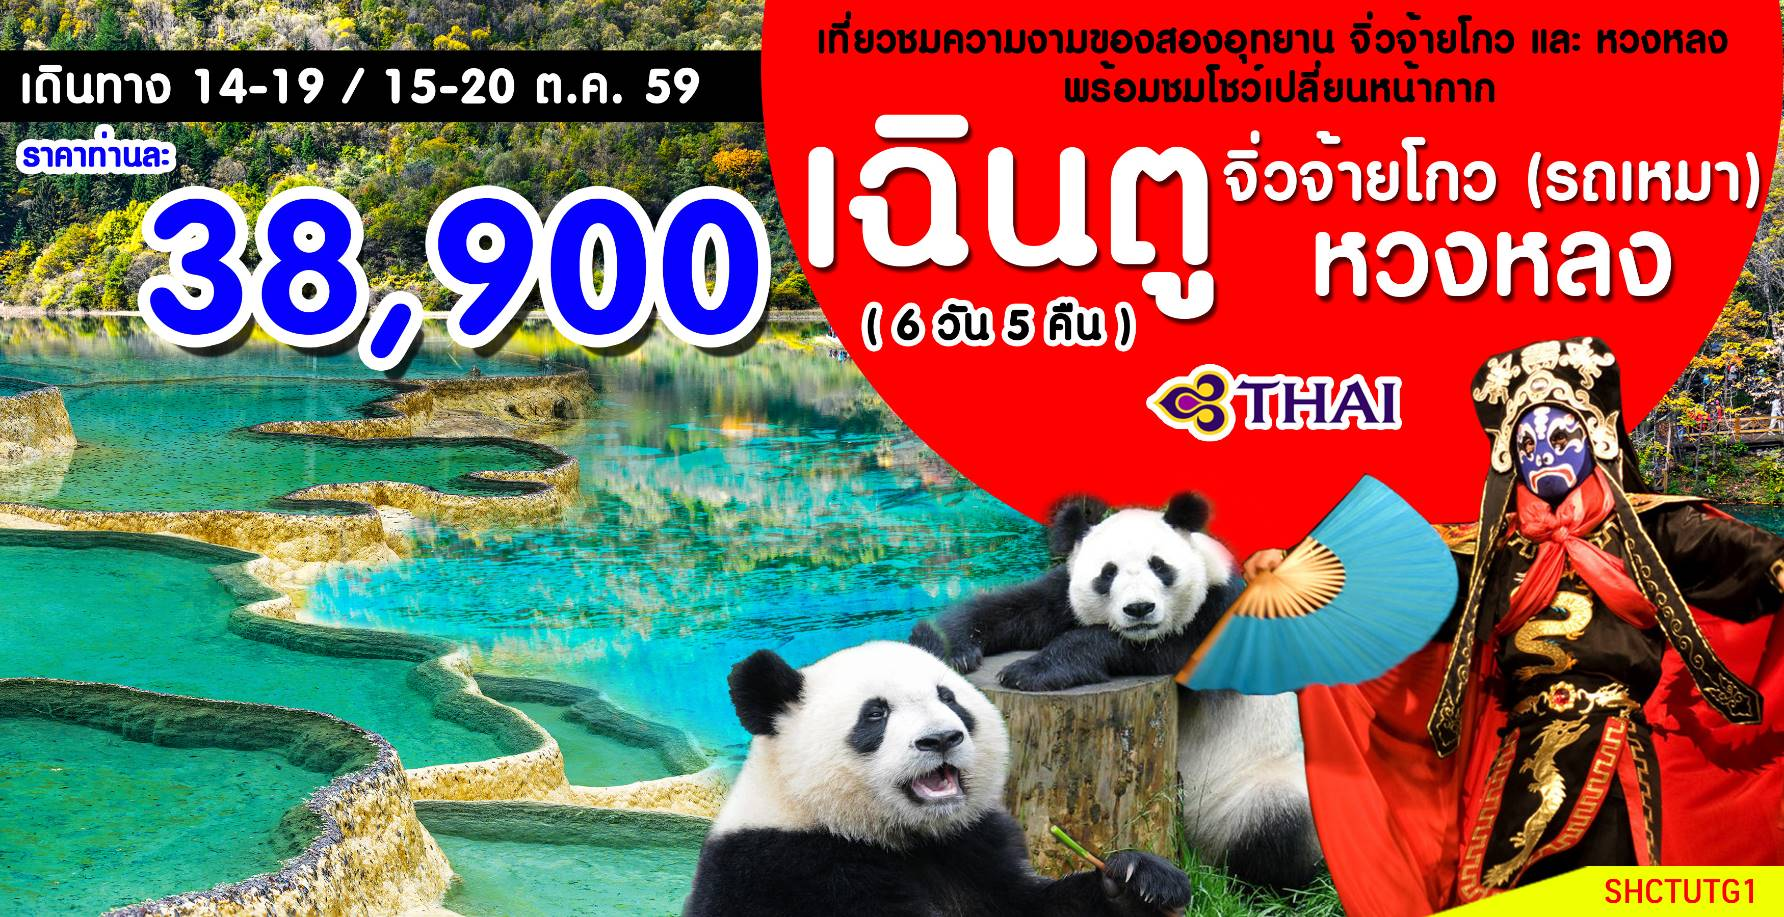 เที่ยวชมความงามของสองอุทยาน จิ่วจ้ายโกว และ หวงหลง
พร้อมชมโชว์เปลี่ยนหน้ากาก
เดินทาง 14-19 / 15-20 ต.ค. 59
ราคาท่านละ
38,900
เฉินตู จิ่วจ้ายโกว (รถเหมา)
หวงหลง
( 6 วัน 5 คืน )
THAI
SHCTUTG1